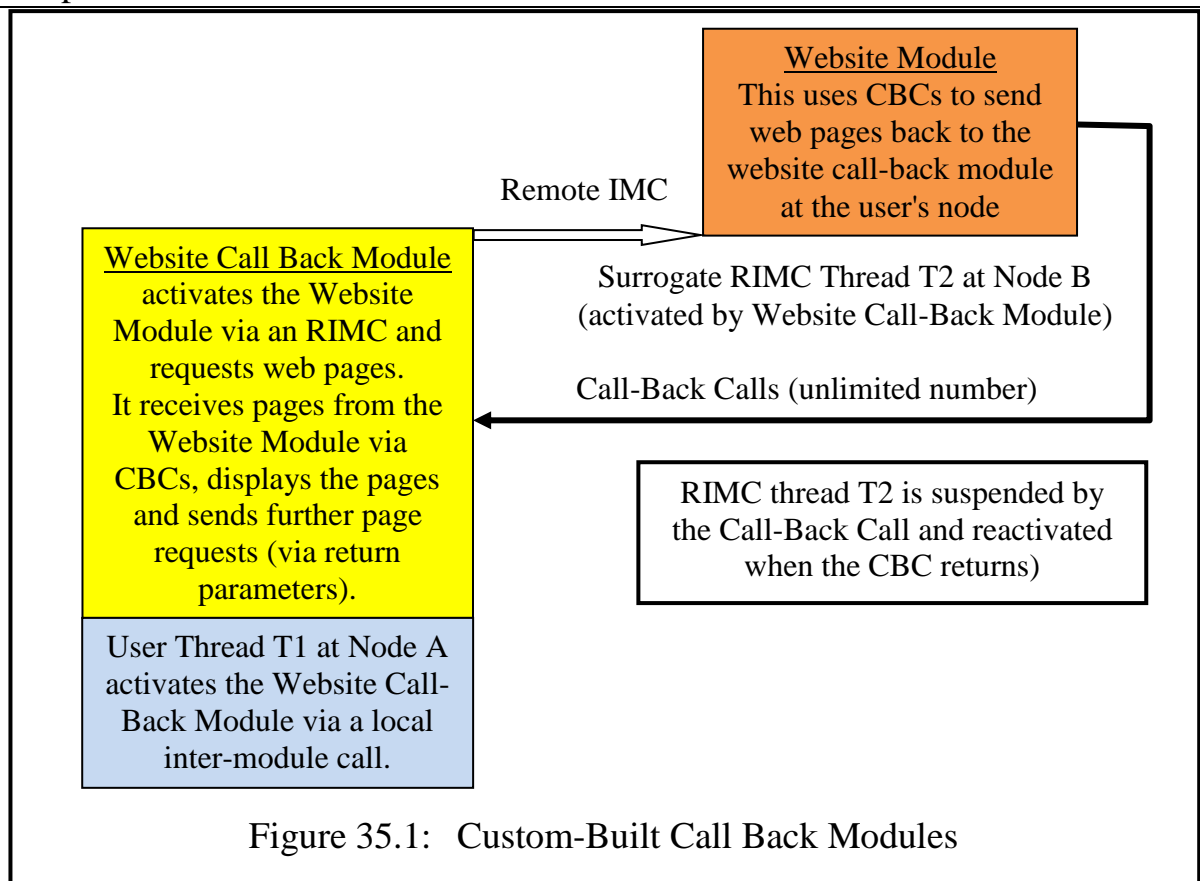 Website Module
This uses CBCs to send
web pages back to the
website call-back module
at the user's node
Remote IMC
Website Call Back Module
activates the Website
Module via an RIMC and
requests web pages.
It receives pages from the
Website Module via
CBCs, displays the pages
and sends further page
requests (via return
parameters).
Surrogate RIMC Thread T2 at Node B
(activated by Website Call-Back Module)
Call-Back Calls (unlimited number)
RIMC thread T2 is suspended by
the Call-Back Call and reactivated
when the CBC returns)
User Thread T1 at Node A
activates the Website Call-
Back Module via a local
inter-module call.
Figure 35.1: Custom-Built Call Back Modules